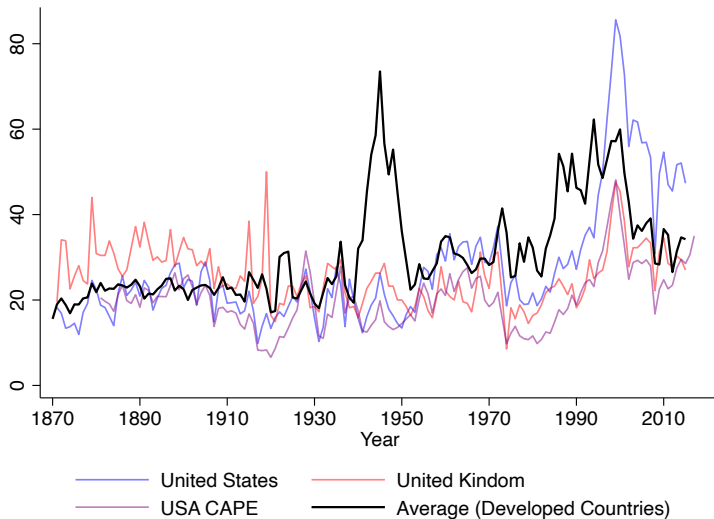 80
60
40
20
0
1870 1890 1910 1930 1950 1970 1990 2010
Year
United States United Kindom
USA CAPE Average (Developed Countries)